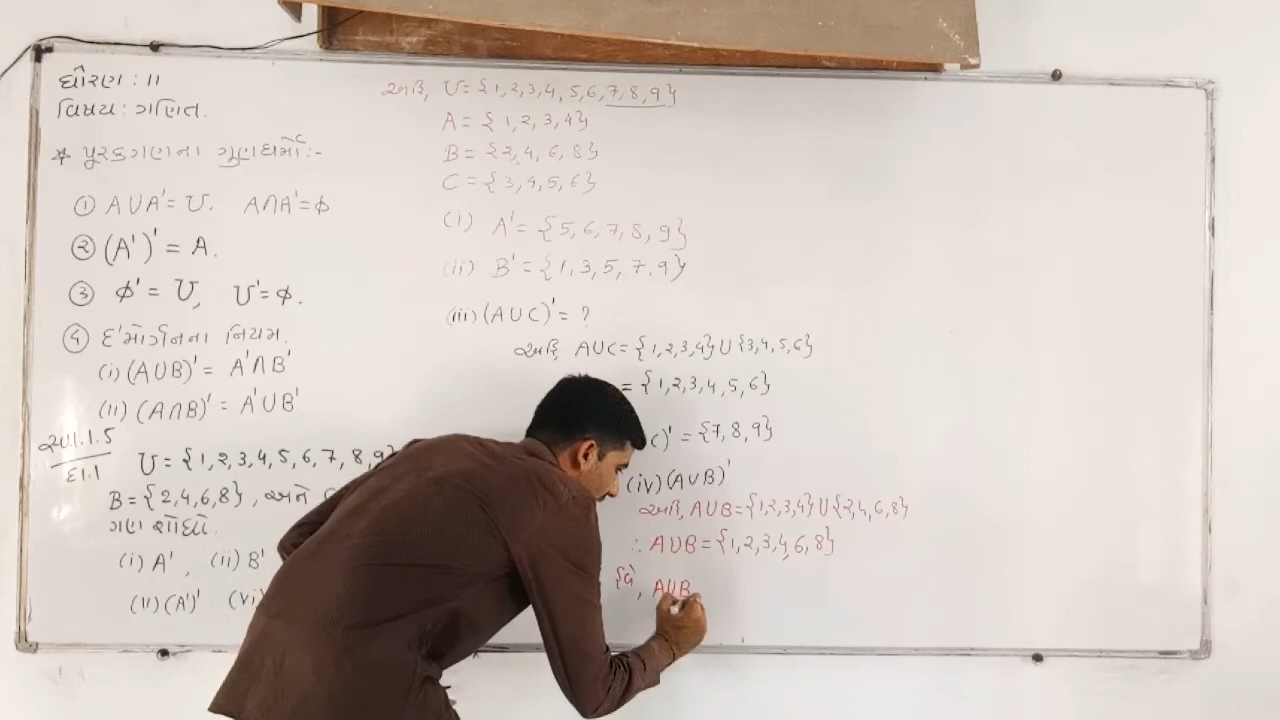 ધોરણ : 11
વિષય : ગણિત.
* પૂરકગણના ગુણધર્મો :-
① A∪A' = U. A∩A' = ϕ
② (A')' = A.
③ ϕ' = U, U' = ϕ.
④ દ'મોર્ગનના નિયમ.
(i) (A∪B)' = A'∩B'
(ii) (A∩B)' = A'∪B'
સ્વા. 1.5
દા.1 U = {1,2,3,4,5,6,7,8,9
B = {2,4,6,8}, અને
ગણ શોધો.
(i) A', (ii) B'
(v) (A')' (vi)
અહિ, U = {1,2,3,4,5,6,7,8,9}
A = {1,2,3,4}
B = {2,4,6,8}
C = {3,4,5,6}
(i) A' = {5,6,7,8,9}
(ii) B' = {1,3,5,7,9}
(iii) (A∪C)' = ?
અહિ, A∪C = {1,2,3,4}∪{3,4,5,6}
= {1,2,3,4,5,6}
C)' = {7,8,9}
(iv) (A∪B)'
અહિ, A∪B = {1,2,3,4}∪{2,4,6,8}
∴ A∪B = {1,2,3,4,6,8}
હવે, A∪B